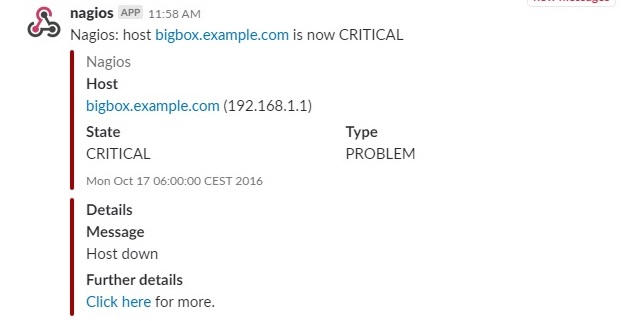 new messages
nagios APP 11:58 AM
Nagios: host bigbox.example.com is now CRITICAL
Nagios
Host
bigbox.example.com (192.168.1.1)
State Type
CRITICAL PROBLEM
Mon Oct 17 06:00:00 CEST 2016
Details
Message
Host down
Further details
Click here for more.